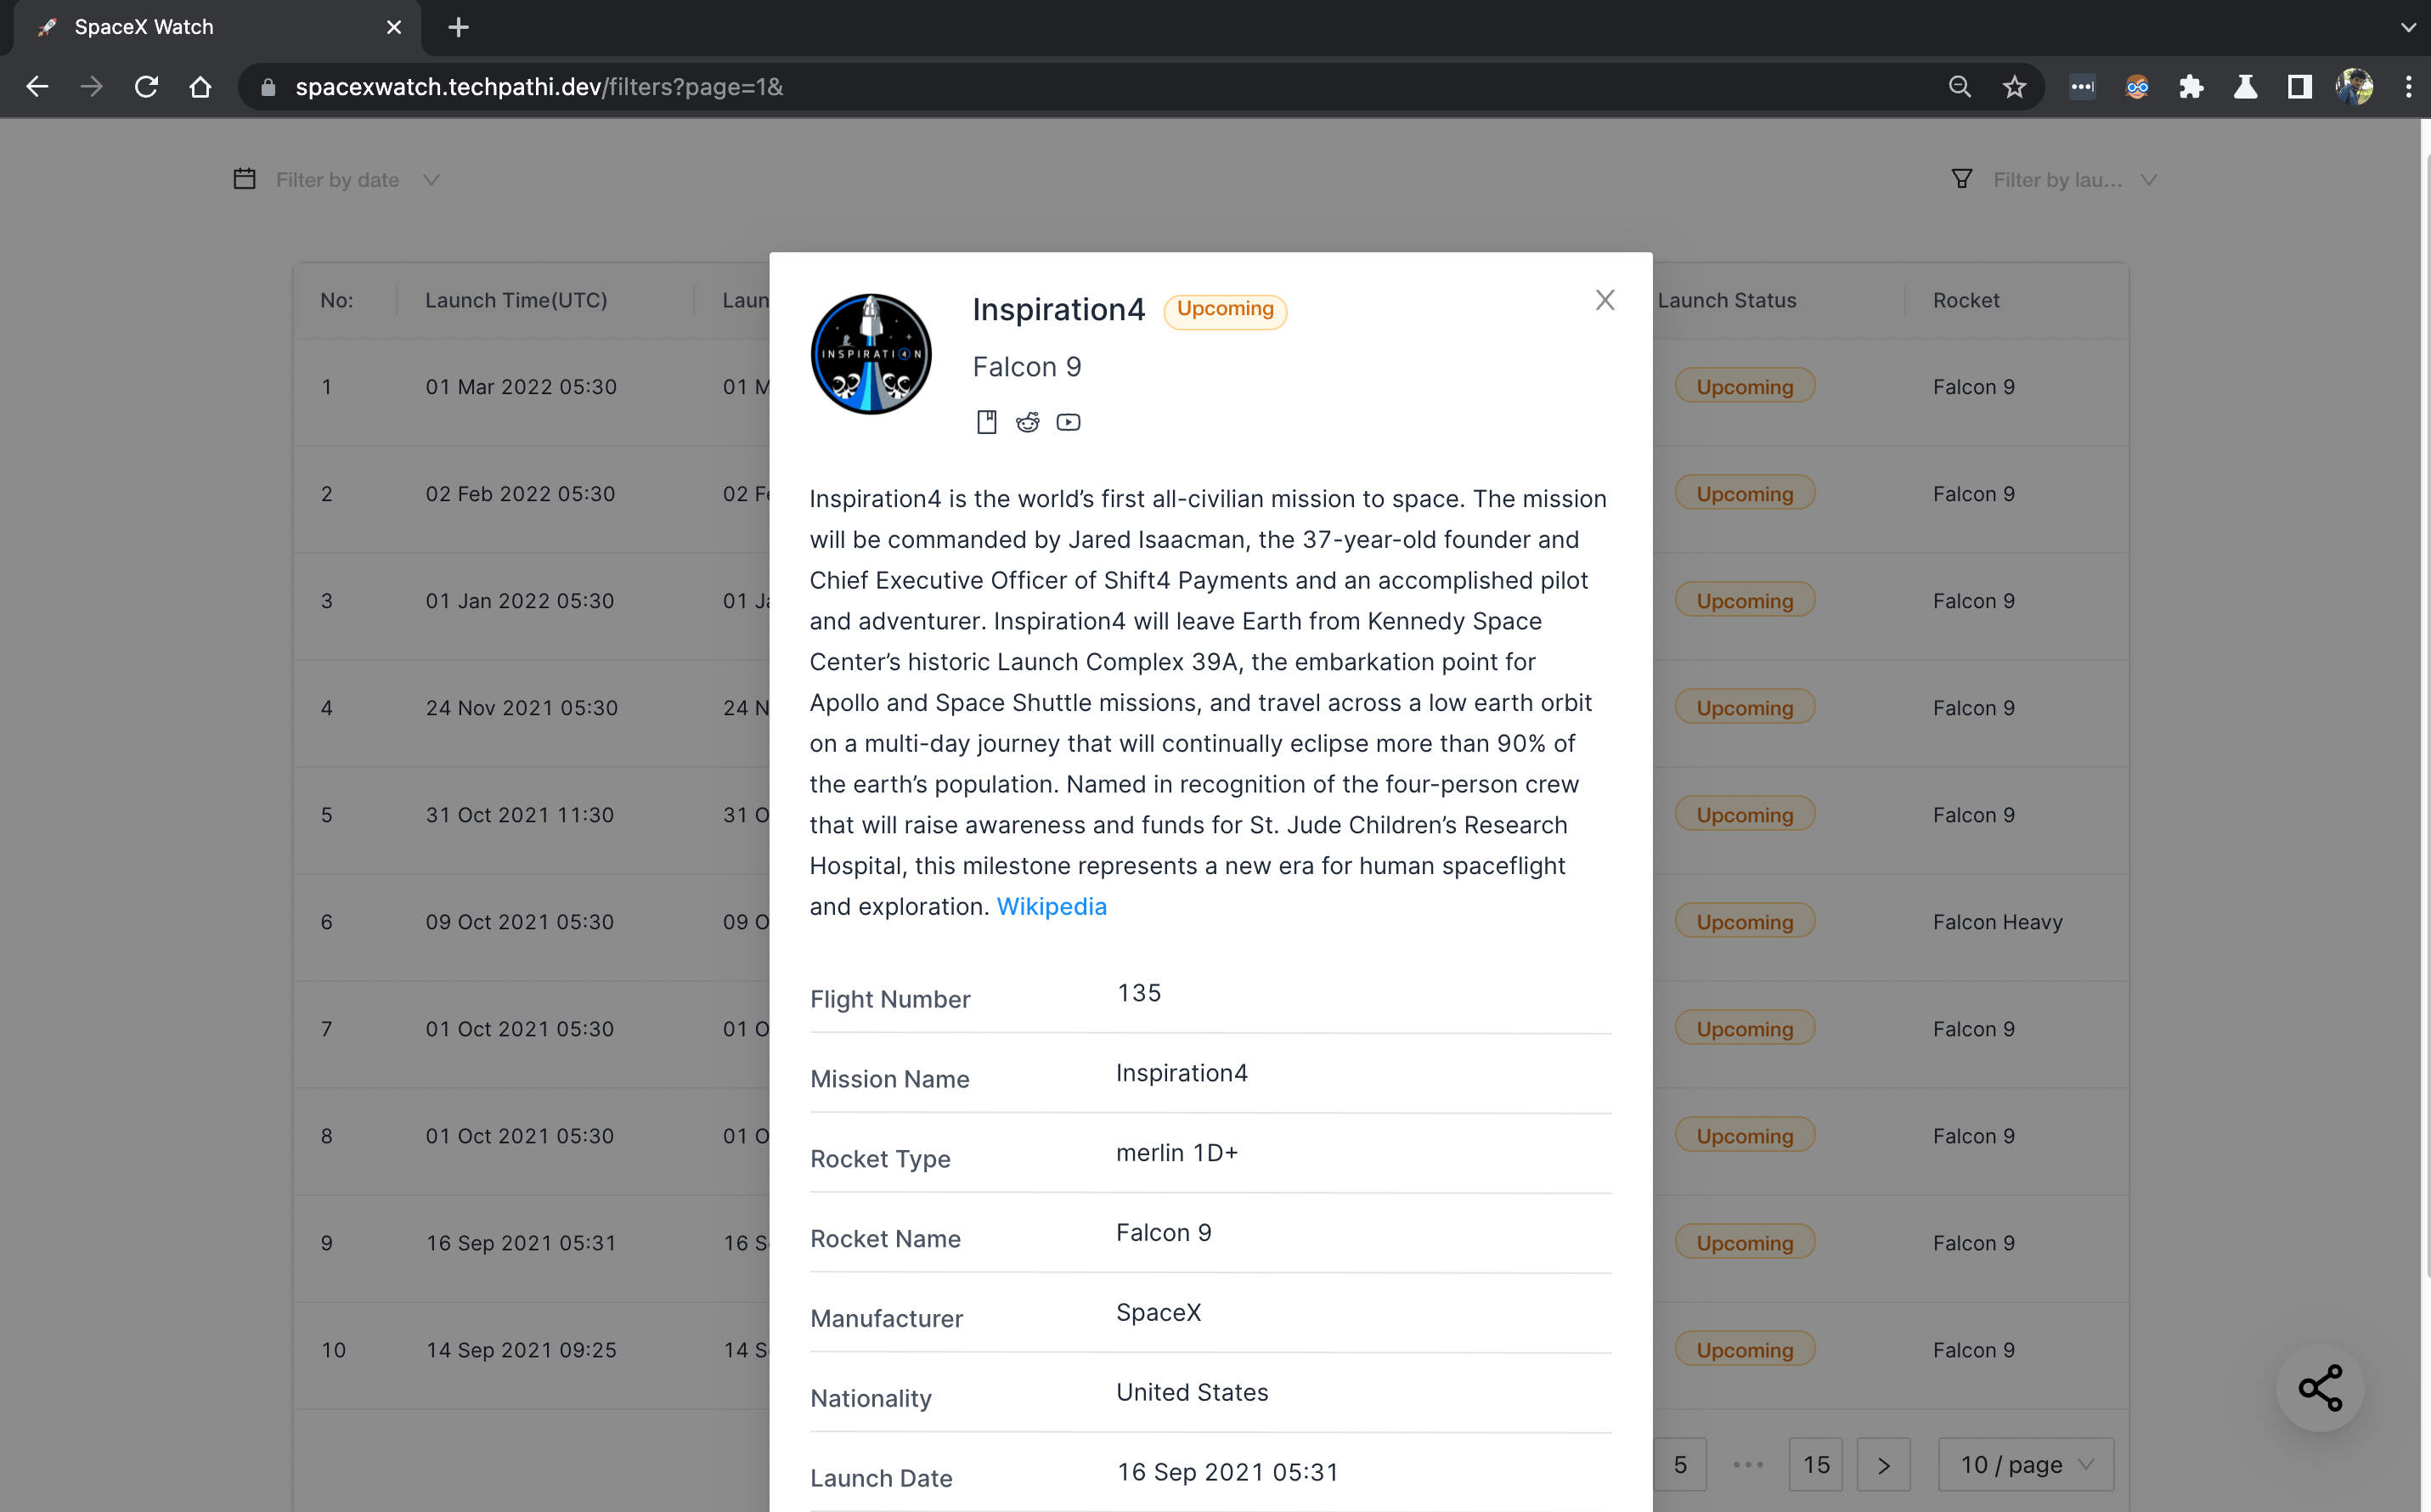 SpaceX Watch
spacexwatch.techpathi.dev/filters?page=1&
Filter by date
Filter by lau...
No:
Launch Time(UTC)
Laun
Launch Status
Rocket
1
01 Mar 2022 05:30
01 M
Upcoming
Falcon 9
2
02 Feb 2022 05:30
02 Fe
Upcoming
Falcon 9
3
01 Jan 2022 05:30
01 Ja
Upcoming
Falcon 9
4
24 Nov 2021 05:30
24 N
Upcoming
Falcon 9
5
31 Oct 2021 11:30
31 O
Upcoming
Falcon 9
6
09 Oct 2021 05:30
09 O
Upcoming
Falcon Heavy
7
01 Oct 2021 05:30
01 O
Upcoming
Falcon 9
8
01 Oct 2021 05:30
01 O
Upcoming
Falcon 9
9
16 Sep 2021 05:31
16 S
Upcoming
Falcon 9
10
14 Sep 2021 09:25
14 S
Upcoming
Falcon 9
5
•••
15
10 / page
INSPIRATI4N
Inspiration4
Upcoming
Falcon 9
Inspiration4 is the world’s first all-civilian mission to space. The mission
will be commanded by Jared Isaacman, the 37-year-old founder and
Chief Executive Officer of Shift4 Payments and an accomplished pilot
and adventurer. Inspiration4 will leave Earth from Kennedy Space
Center’s historic Launch Complex 39A, the embarkation point for
Apollo and Space Shuttle missions, and travel across a low earth orbit
on a multi-day journey that will continually eclipse more than 90% of
the earth’s population. Named in recognition of the four-person crew
that will raise awareness and funds for St. Jude Children’s Research
Hospital, this milestone represents a new era for human spaceflight
and exploration. Wikipedia
Flight Number
135
Mission Name
Inspiration4
Rocket Type
merlin 1D+
Rocket Name
Falcon 9
Manufacturer
SpaceX
Nationality
United States
Launch Date
16 Sep 2021 05:31